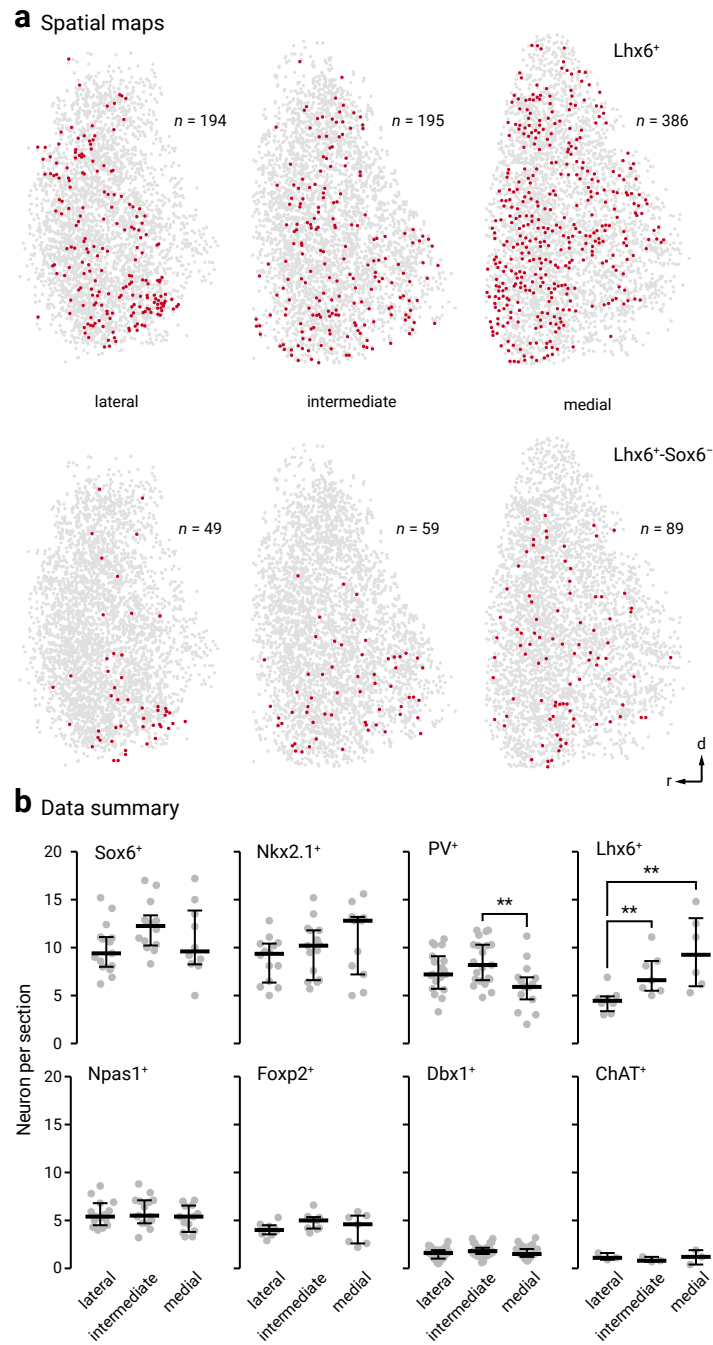 a Spatial maps
Lhx6⁺
n = 194
n = 195
n = 386
lateral
intermediate
medial
Lhx6⁺-Sox6⁻
n = 49
n = 59
n = 89
d
r
b Data summary
Neuron per section
20
15
10
5
0
Sox6⁺
Nkx2.1⁺
PV⁺
**
Lhx6⁺
**
**
20
15
10
5
0
Npas1⁺
Foxp2⁺
Dbx1⁺
ChAT⁺
lateral
intermediate
medial
lateral
intermediate
medial
lateral
intermediate
medial
lateral
intermediate
medial